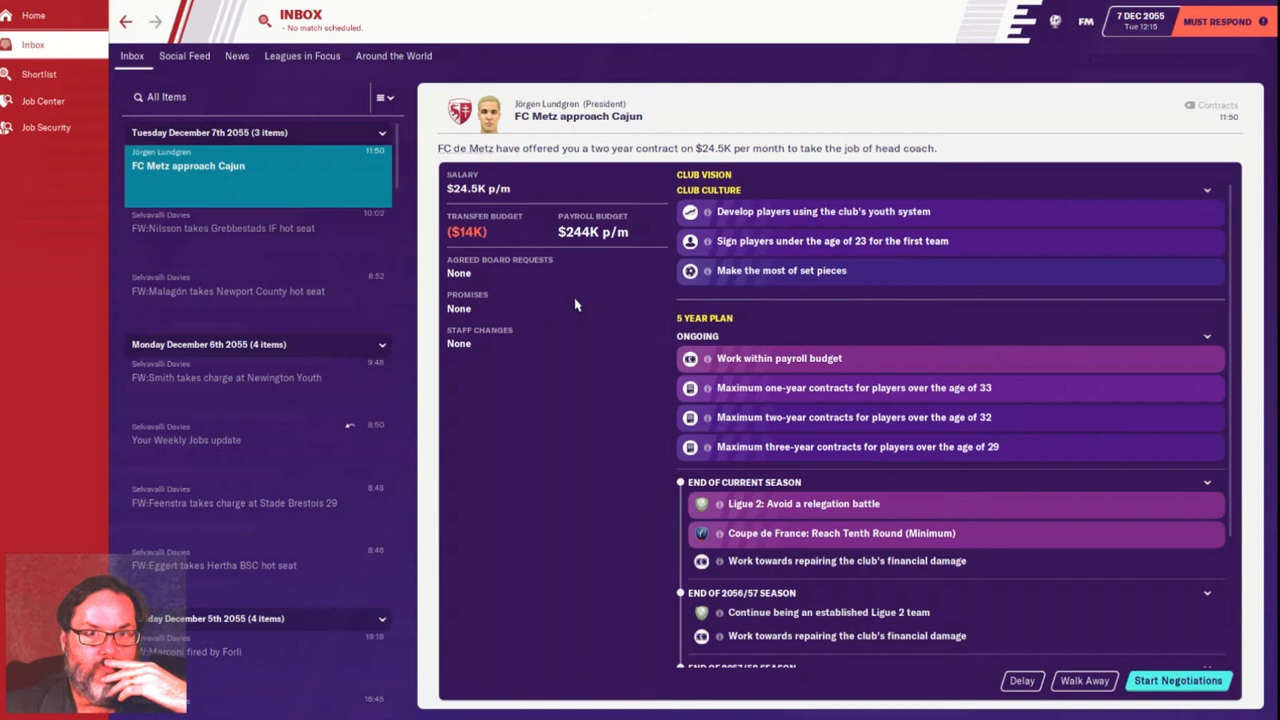 Home
Inbox
Shortlist
Job Center
Job Security
INBOX
- No match scheduled.
FM
7 DEC 2055
Tue 12:15
MUST RESPOND
Inbox
Social Feed
News
Leagues in Focus
Around the World
All Items
Tuesday December 7th 2055 (3 items)
Jörgen Lundgren
11:50
FC Metz approach Cajun
Selvavalli Davies
10:02
FW:Nilsson takes Grebbestads IF hot seat
Selvavalli Davies
8:52
FW:Malagón takes Newport County hot seat
Monday December 6th 2055 (4 items)
Selvavalli Davies
9:48
FW:Smith takes charge at Newington Youth
Selvavalli Davies
8:50
Your Weekly Jobs update
Selvavalli Davies
8:48
FW:Feenstra takes charge at Stade Brestois 29
Selvavalli Davies
8:46
FW:Eggert takes Hertha BSC hot seat
day December 5th 2055 (4 items)
avalli Davies
19:18
Marconi fired by Forlì
avalli Davies
16:45
Jörgen Lundgren (President)
FC Metz approach Cajun
Contracts
11:50
FC de Metz have offered you a two year contract on $24.5K per month to take the job of head coach.
SALARY
$24.5K p/m
TRANSFER BUDGET
PAYROLL BUDGET
($14K)
$244K p/m
AGREED BOARD REQUESTS
None
PROMISES
None
STAFF CHANGES
None
CLUB VISION
CLUB CULTURE
Develop players using the club's youth system
Sign players under the age of 23 for the first team
Make the most of set pieces
5 YEAR PLAN
ONGOING
Work within payroll budget
Maximum one-year contracts for players over the age of 33
Maximum two-year contracts for players over the age of 32
Maximum three-year contracts for players over the age of 29
END OF CURRENT SEASON
Ligue 2: Avoid a relegation battle
Coupe de France: Reach Tenth Round (Minimum)
Work towards repairing the club's financial damage
END OF 2056/57 SEASON
Continue being an established Ligue 2 team
Work towards repairing the club's financial damage
END OF 2057/58 SEASON
Delay
Walk Away
Start Negotiations